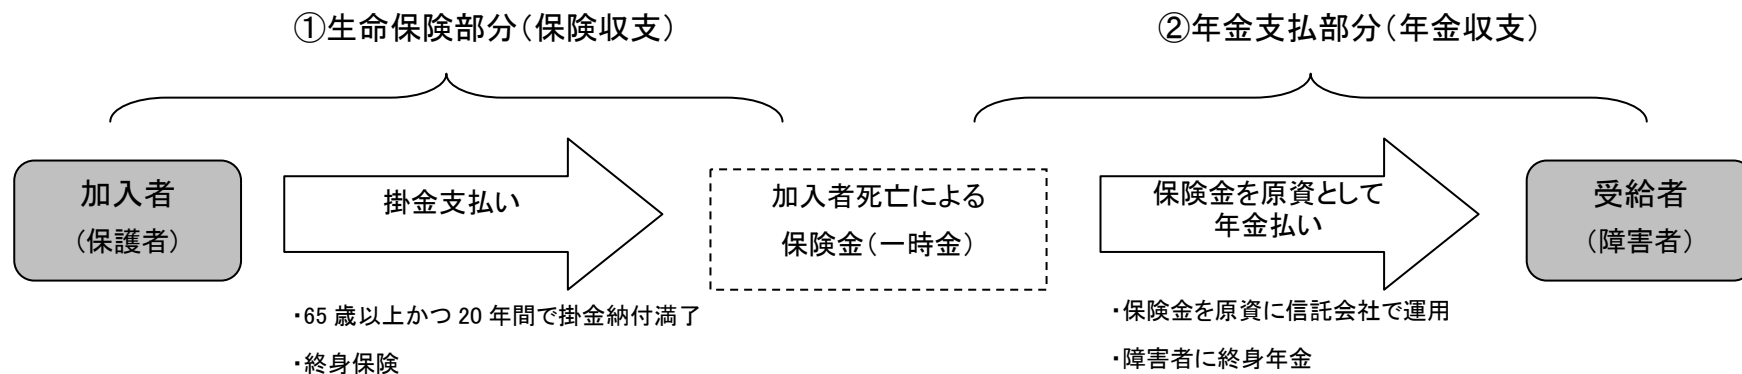 ①生命保険部分(保険収支)
②年金支払部分(年金収支)
加入者
(保護者)
掛金支払い
加入者死亡による
保険金(一時金)
保険金を原資として
年金払い
受給者
(障害者)
・65 歳以上かつ 20 年間で掛金納付満了
・終身保険
・保険金を原資に信託会社で運用
・障害者に終身年金